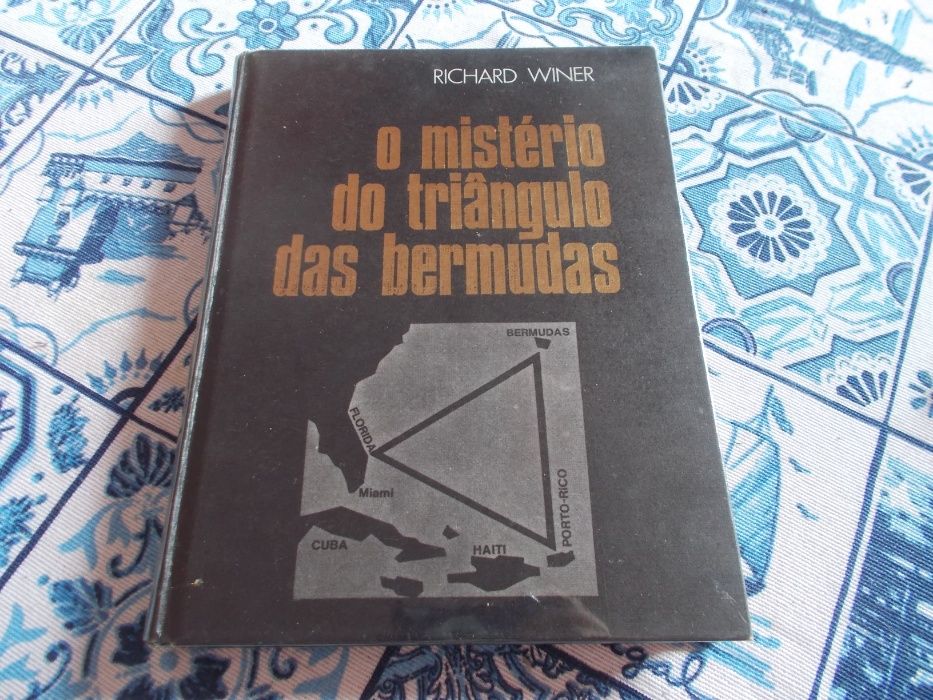 RICHARD WINER
o mistério
do triângulo
das bermudas
BERMUDAS
FLORIDA
Miami
PORTO-RICO
CUBA
HAITI